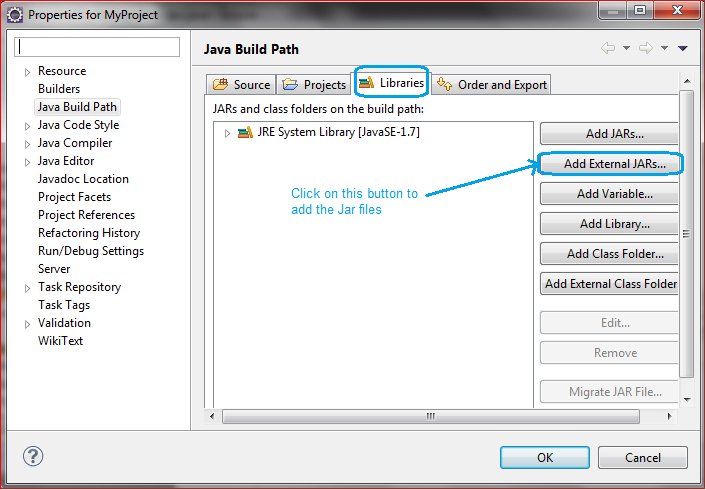 Properties for MyProject
Resource
Builders
Java Build Path
Java Code Style
Java Compiler
Java Editor
Javadoc Location
Project Facets
Project References
Refactoring History
Run/Debug Settings
Server
Task Repository
Task Tags
Validation
WikiText
Java Build Path
Source Projects Libraries Order and Export
JARs and class folders on the build path:
JRE System Library [JavaSE-1.7]
Click on this button to
add the Jar files
Add JARs...
Add External JARs...
Add Variable...
Add Library...
Add Class Folder...
Add External Class Folder
Edit...
Remove
Migrate JAR File...
?
OK Cancel